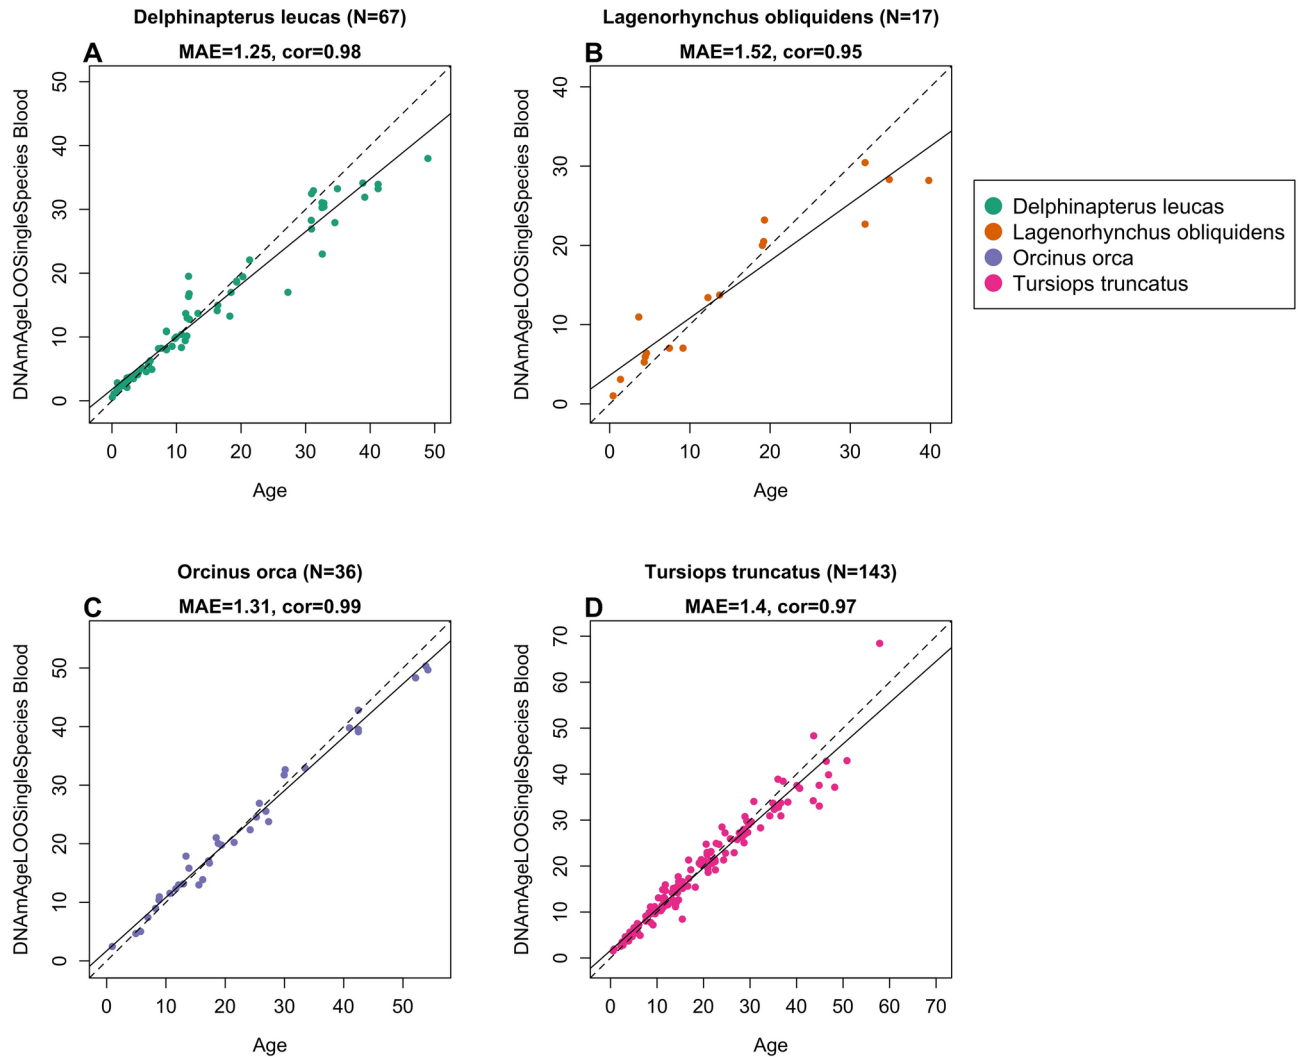 Delphinapterus leucas (N=67)
A
MAE=1.25, cor=0.98
DNAmAgeLOOSingleSpecies Blood
50
40
30
20
10
0
0 10 20 30 40 50
Age
Lagenorhynchus obliquidens (N=17)
B
MAE=1.52, cor=0.95
DNAmAgeLOOSingleSpecies Blood
40
30
20
10
0
0 10 20 30 40
Age
Delphinapterus leucas
Lagenorhynchus obliquidens
Orcinus orca
Tursiops truncatus
Orcinus orca (N=36)
C
MAE=1.31, cor=0.99
DNAmAgeLOOSingleSpecies Blood
50
40
30
20
10
0
0 10 20 30 40 50
Age
Tursiops truncatus (N=143)
D
MAE=1.4, cor=0.97
DNAmAgeLOOSingleSpecies Blood
70
60
50
40
30
20
10
0
0 10 20 30 40 50 60 70
Age